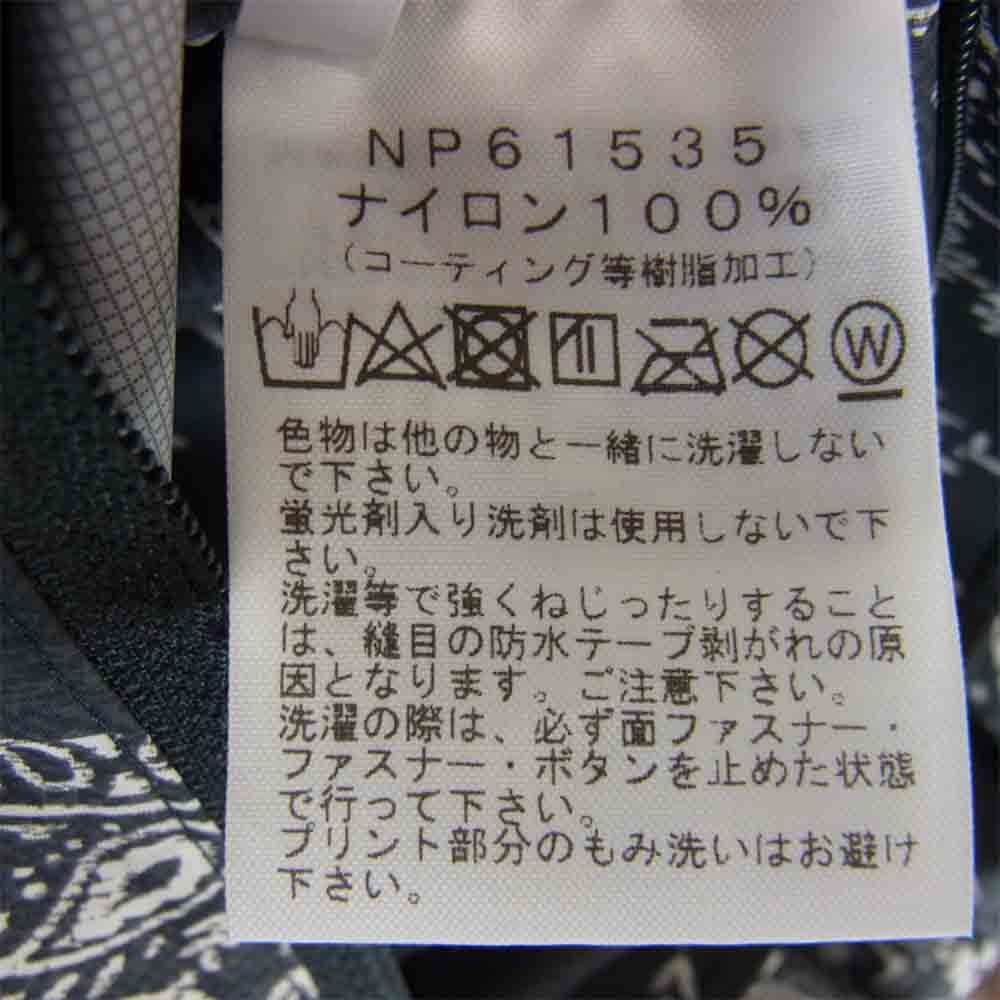 NP61535
ナイロン100%
(コーティング等樹脂加工)
W
色物は他の物と一緒に洗濯しない
で下さい。
蛍光剤入り洗剤は使用しないで下
さい。
洗濯等で強くねじったりすること
は、縫目の防水テープ剥がれの原
因となります。ご注意下さい。
洗濯の際は、必ず面ファスナー・
ファスナー・ボタンを止めた状態
で行って下さい。
プリント部分のもみ洗いはお避け
下さい。